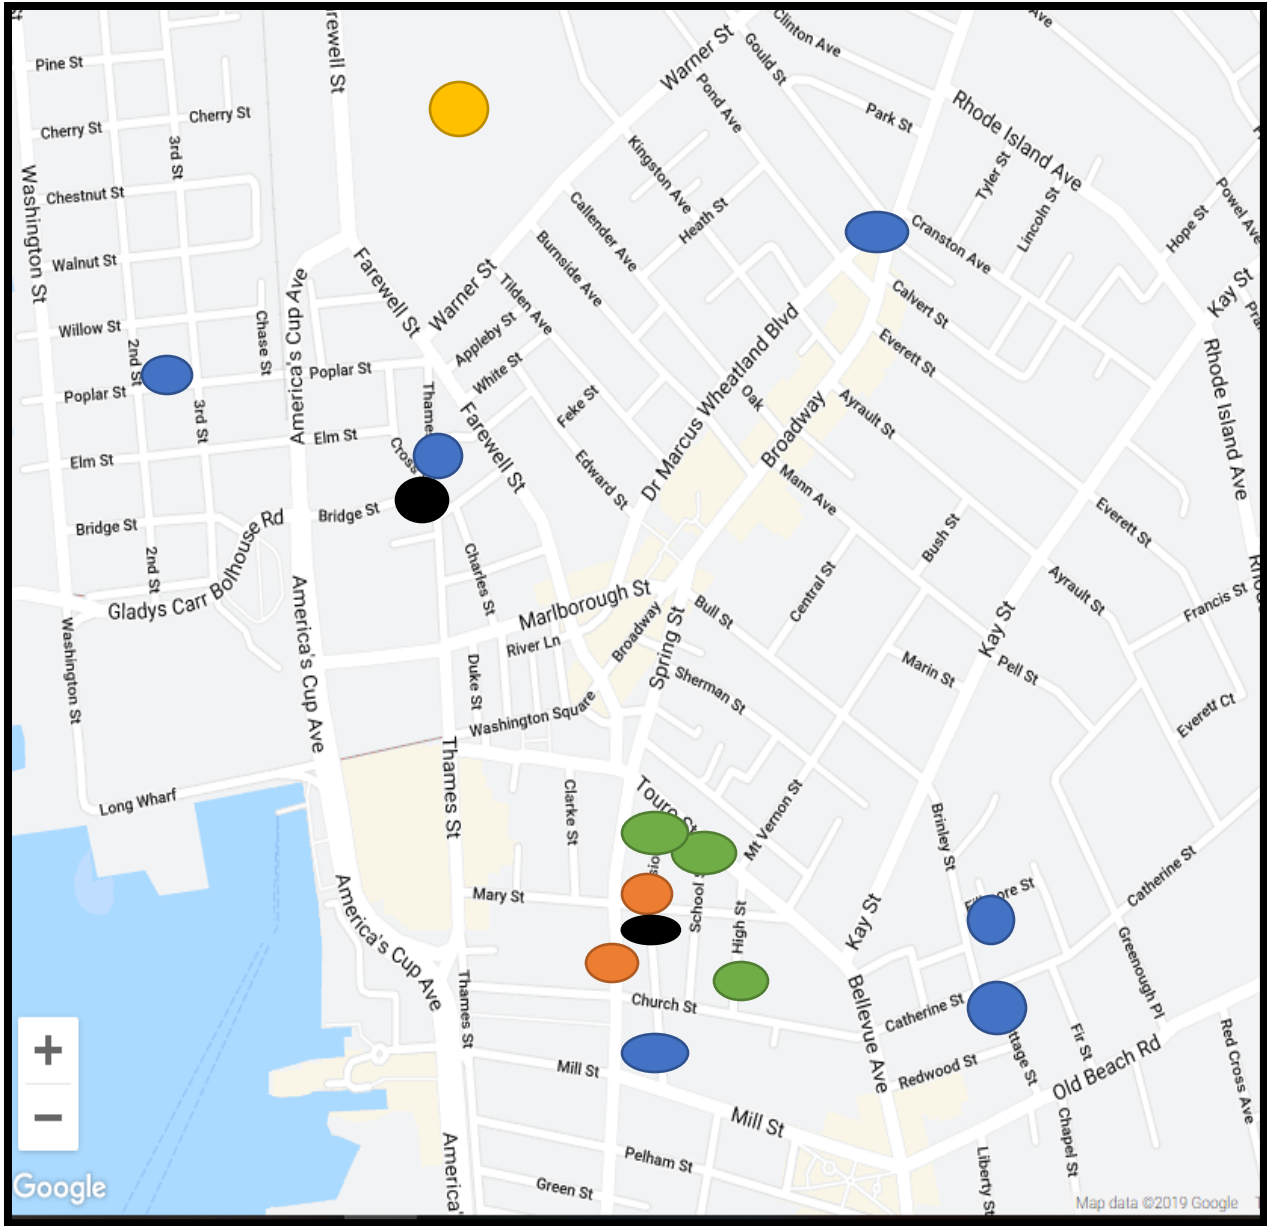 St
rewell St
Clinton Ave
Ave
Warner St
Gould St
Pine St
Pond Ave
Rhode Island Ave
Park St
Cherry St
Cherry St
3rd St
Kingston Ave
Tyler St
Washington St
Chestnut St
Callender Ave
Heath St
Lincoln St
Powel Ave
Hope St
Burnside Ave
Cranston Ave
Walnut St
Farewell St
Warner St
Tilden Ave
Kay St
America's Cup Ave
Calvert St
Willow St
Chase St
Appleby St
Dr Marcus Wheatland Blvd
Everett St
2nd St
Poplar St
White St
Rhode Island Ave
Poplar St
Thame
Feke St
Oak
Ayrault St
3rd St
Farewell St
Broadway
Elm St
Cross
Elm St
Edward St
Mann Ave
Bridge St
Bridge St
Everett St
Gladys Carr Bolhouse Rd
Bush St
2nd St
Charles St
Central St
Ayrault St
Francis St
Marlborough St
America's Cup Ave
Broadway
Bull St
Kay St
Washington St
River Ln
Spring St
Duke St
Sherman St
Marin St
Pell St
Everett Ct
Washington Square
Thames St
Long Wharf
Clarke St
Touro St
Mt Vernon St
Brinley St
Catherine St
Mary St
School
High St
Kay St
America's Cup Ave
Greenough Pl
Thames St
Church St
Bellevue Ave
Catherine St
Fir St
Red Cross Ave
Mill St
Redwood St
ttage St
Old Beach Rd
Mill St
Chapel St
America'
Pelham St
Liberty St
Green St
+
−
Google
Map data ©2019 Google